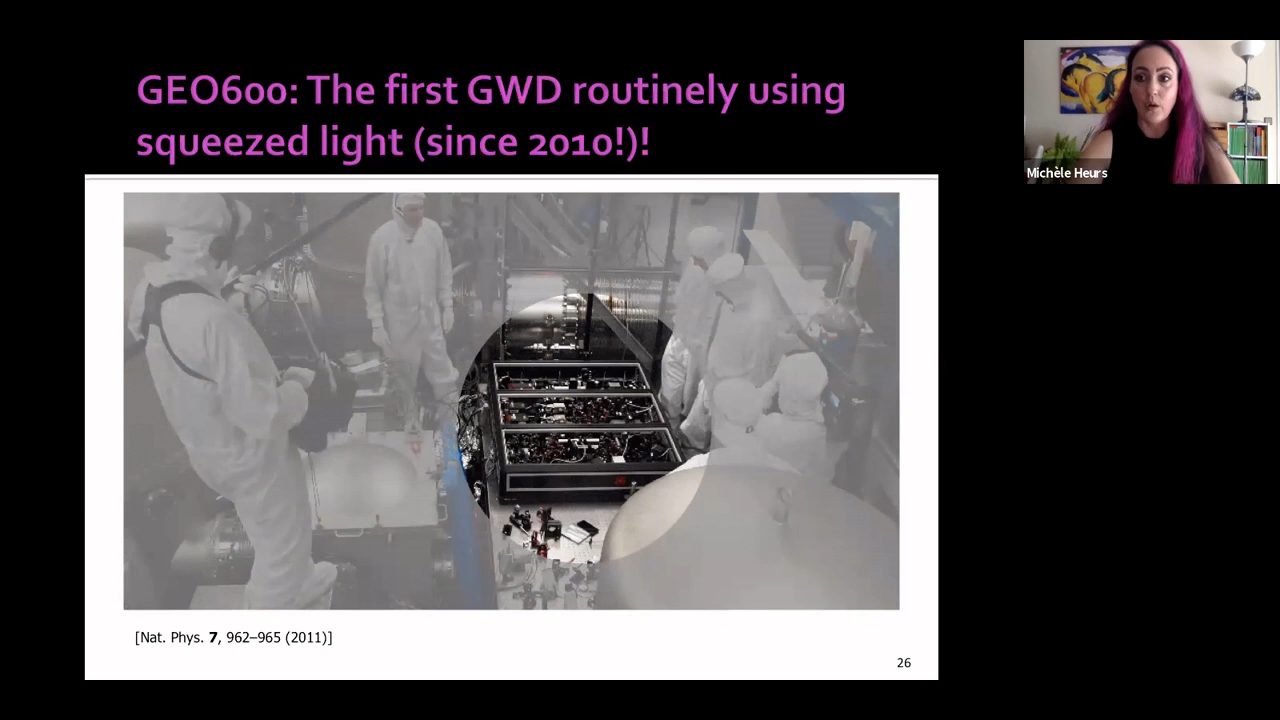 GEO600: The first GWD routinely using
squeezed light (since 2010!)!
Michèle Heurs
[Nat. Phys. 7, 962–965 (2011)]
26